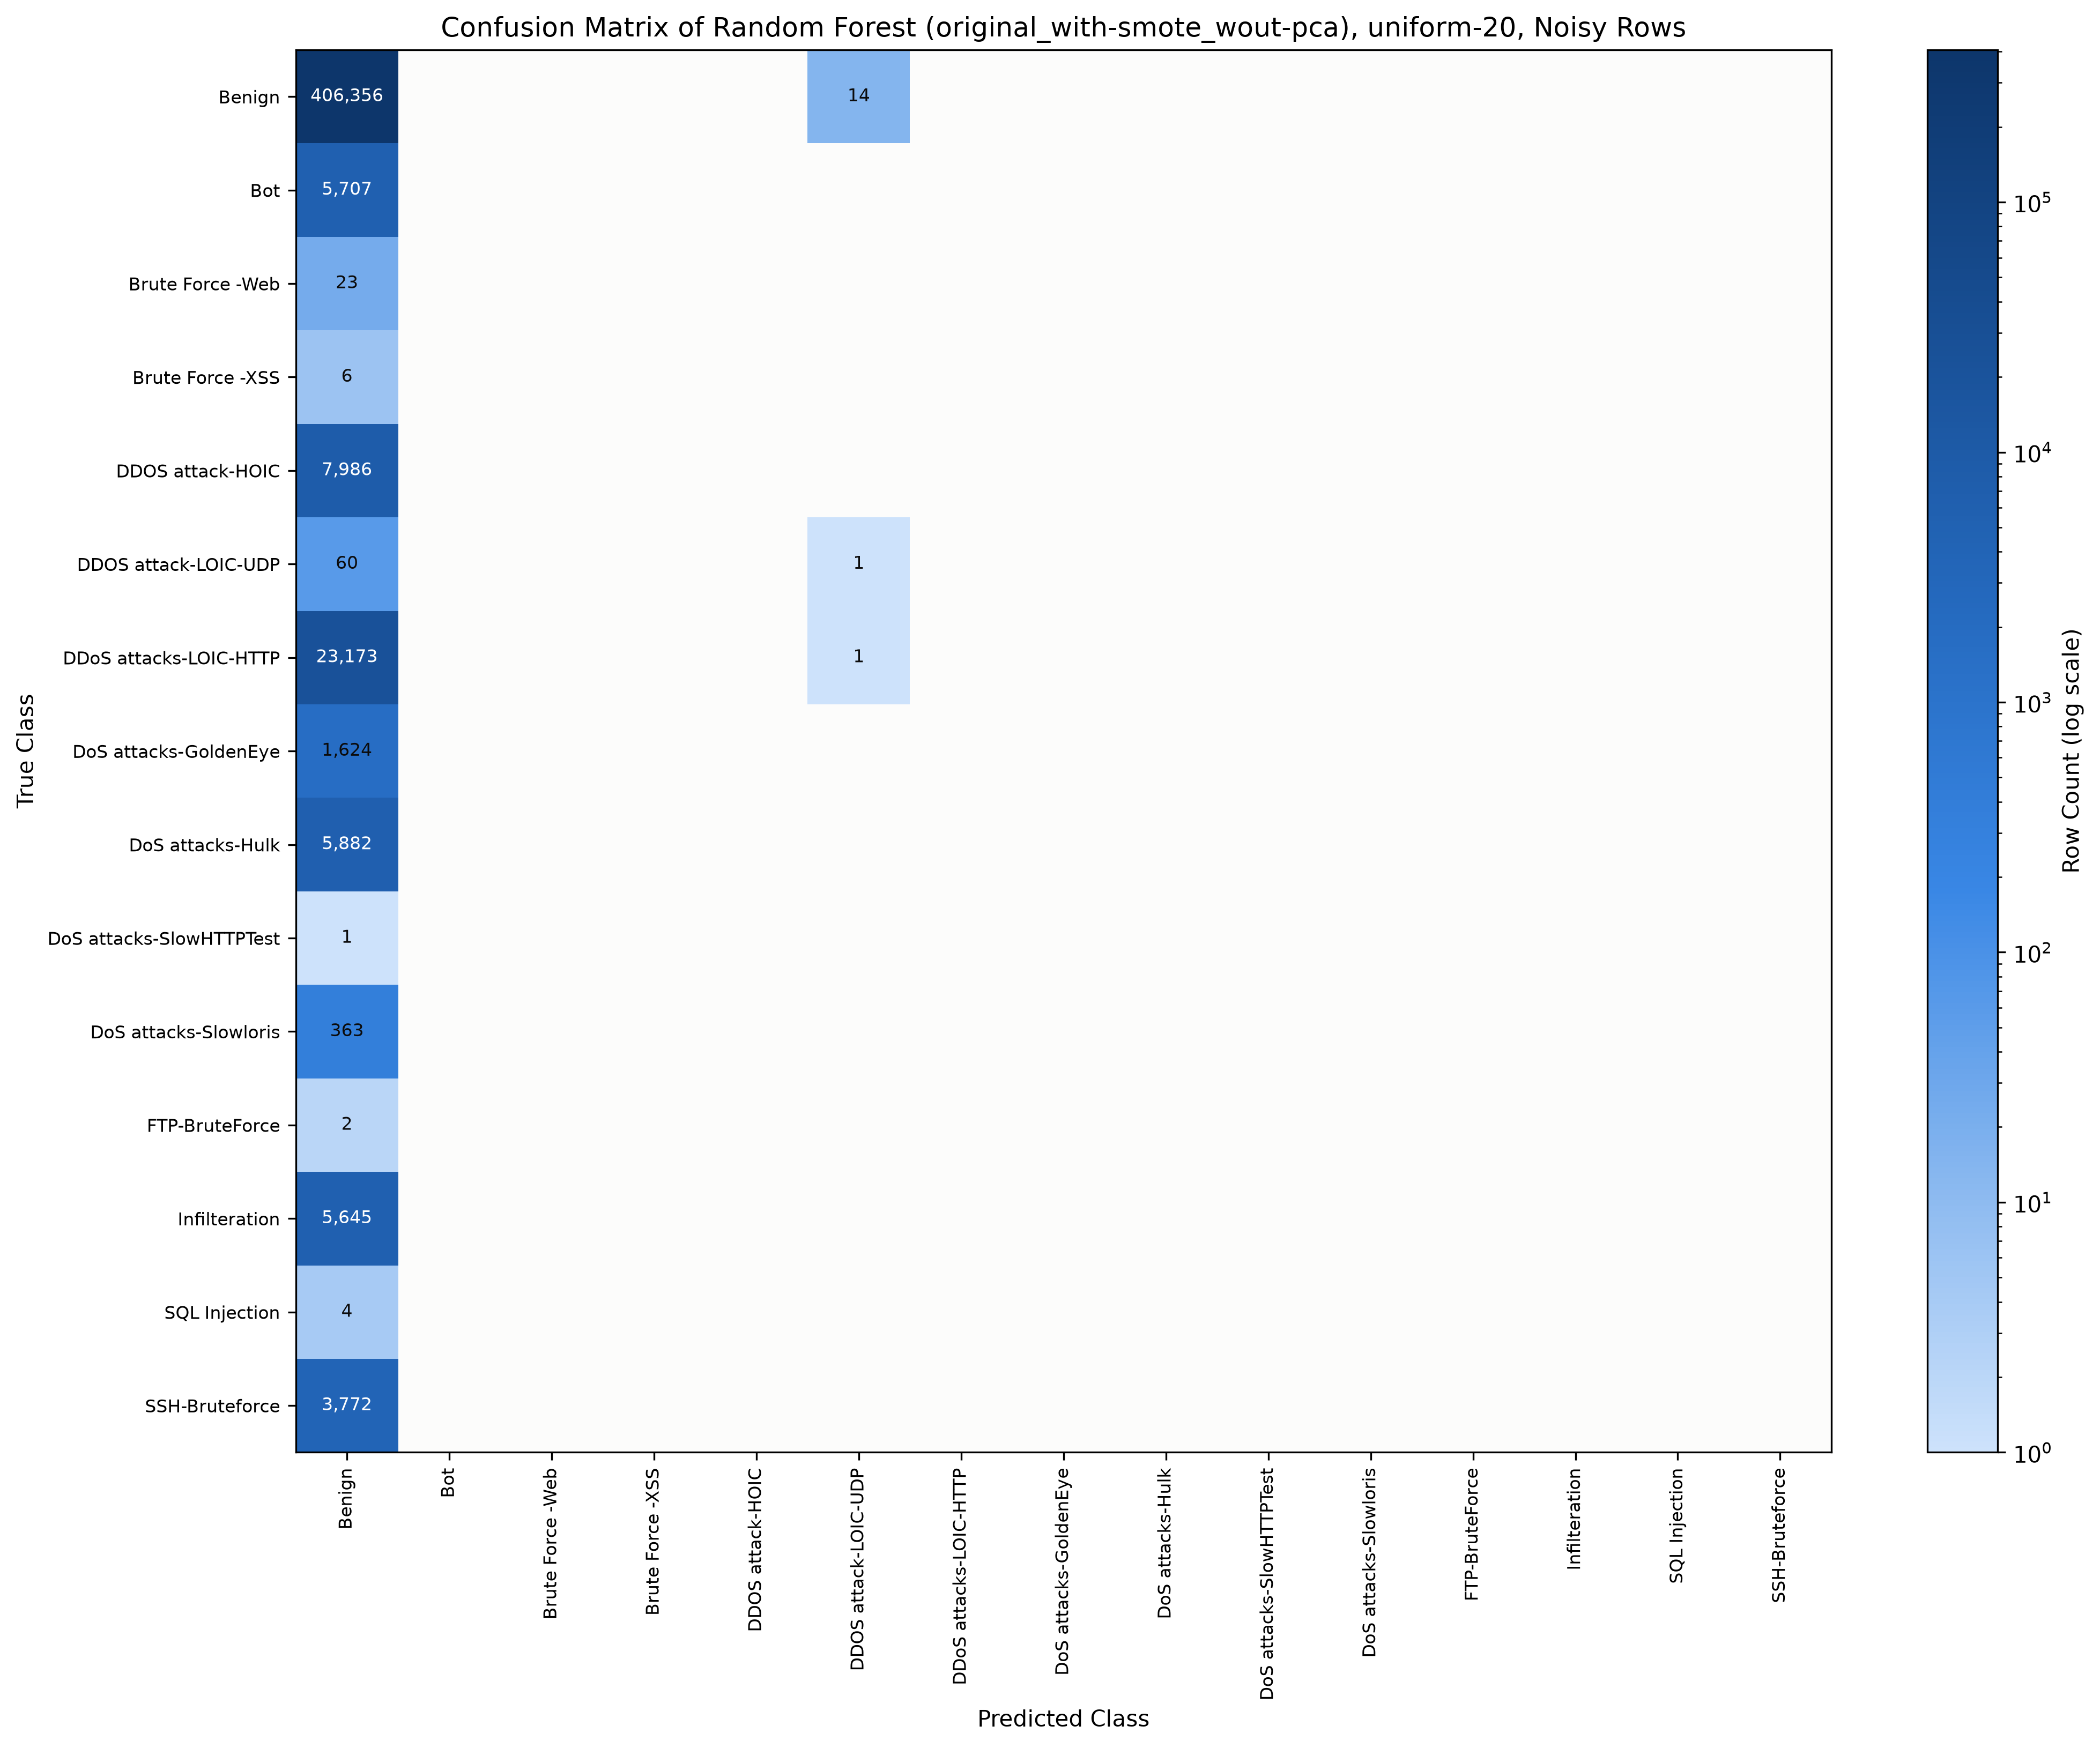 Confusion Matrix of Random Forest (original_with-smote_wout-pca), uniform-20, Noisy Rows
True Class
Benign 406,356 14
Bot 5,707
Brute Force -Web 23
Brute Force -XSS 6
DDOS attack-HOIC 7,986
DDOS attack-LOIC-UDP 60 1
DDoS attacks-LOIC-HTTP 23,173 1
DoS attacks-GoldenEye 1,624
DoS attacks-Hulk 5,882
DoS attacks-SlowHTTPTest 1
DoS attacks-Slowloris 363
FTP-BruteForce 2
Infilteration 5,645
SQL Injection 4
SSH-Bruteforce 3,772
Benign
Bot
Brute Force -Web
Brute Force -XSS
DDOS attack-HOIC
DDOS attack-LOIC-UDP
DDoS attacks-LOIC-HTTP
DoS attacks-GoldenEye
DoS attacks-Hulk
DoS attacks-SlowHTTPTest
DoS attacks-Slowloris
FTP-BruteForce
Infilteration
SQL Injection
SSH-Bruteforce
Predicted Class
10⁵
10⁴
10³
10²
10¹
10⁰
Row Count (log scale)